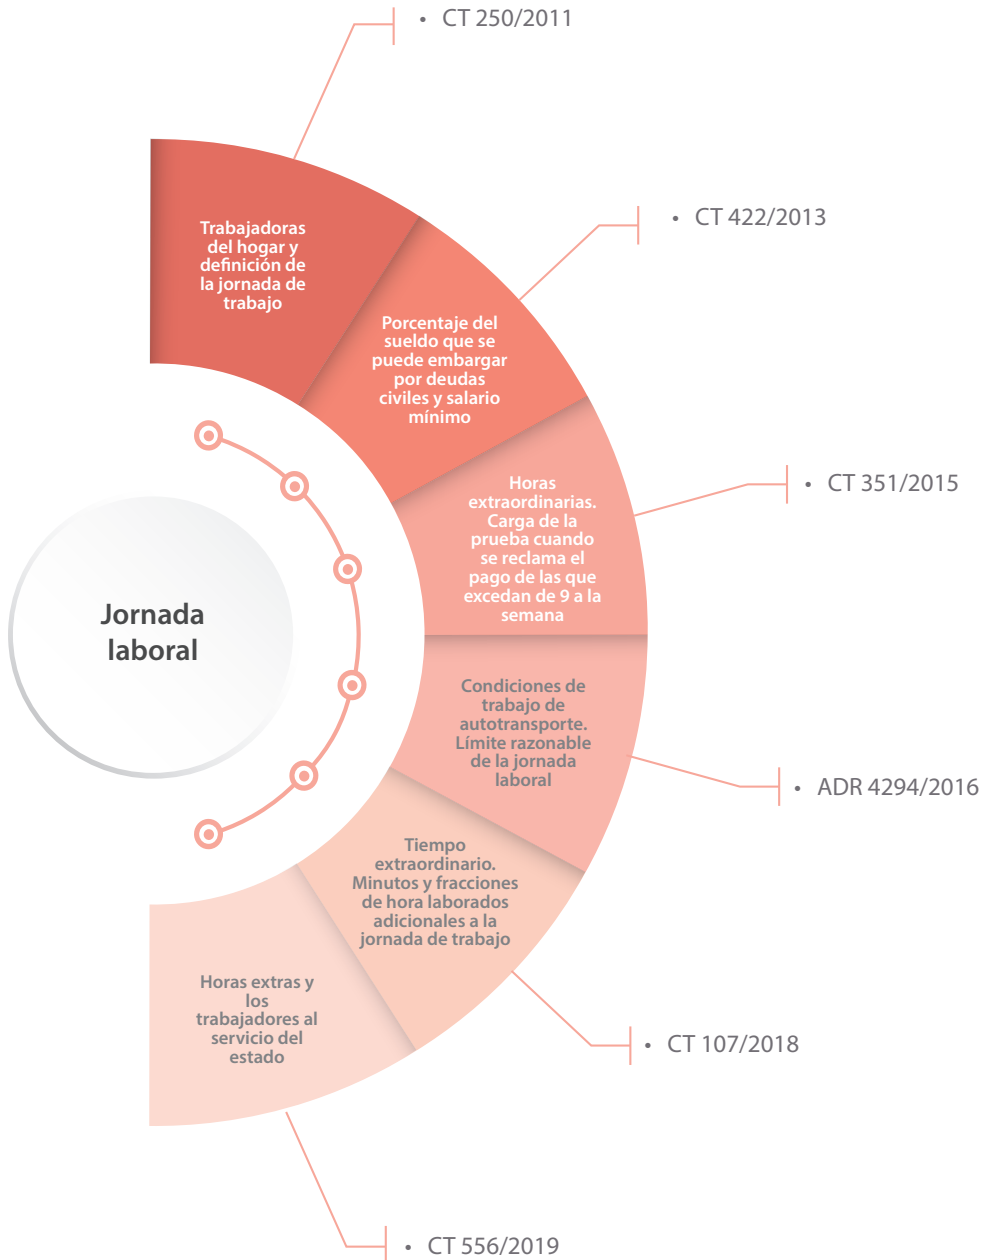 • CT 250/2011
Trabajadoras
del hogar y
definición de
la jornada de
trabajo
• CT 422/2013
Porcentaje del
sueldo que se
puede embargar
por deudas
civiles y salario
mínimo
• CT 351/2015
Horas
extraordinarias.
Carga de la
prueba cuando
se reclama el
pago de las que
excedan de 9 a la
semana
Jornada
laboral
Condiciones de
trabajo de
autotransporte.
Límite razonable
de la jornada
laboral
• ADR 4294/2016
Tiempo
extraordinario.
Minutos y fracciones
de hora laborados
adicionales a la
jornada de trabajo
• CT 107/2018
Horas extras y
los
trabajadores al
servicio del
estado
• CT 556/2019